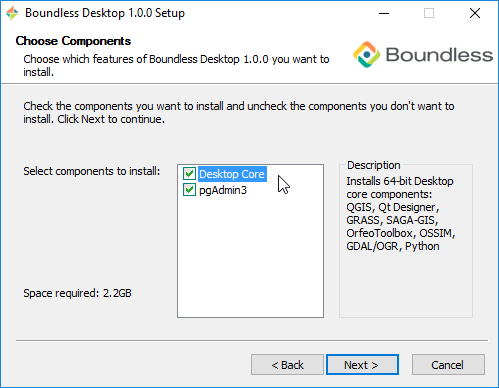 Boundless Desktop 1.0.0 Setup
Choose Components
Choose which features of Boundless Desktop 1.0.0 you want to
install.
Boundless
Check the components you want to install and uncheck the components you don't want to
install. Click Next to continue.
Select components to install:
Desktop Core
pgAdmin3
Description
Installs 64-bit Desktop
core components:
QGIS, Qt Designer,
GRASS, SAGA-GIS,
OrfeoToolbox, OSSIM,
GDAL/OGR, Python
Space required: 2.2GB
< Back
Next >
Cancel